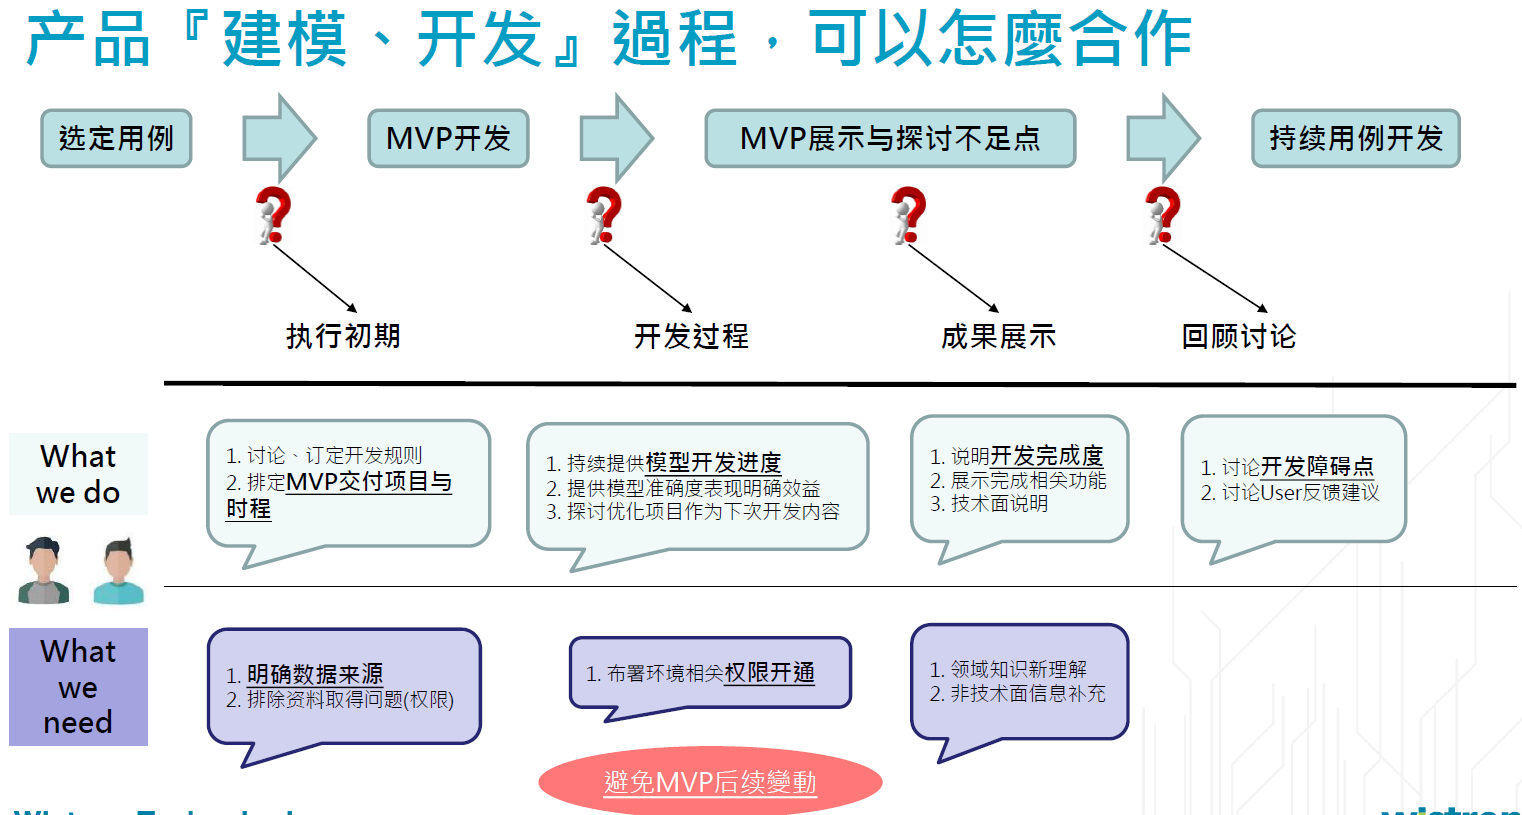 产品『建模、开发』過程，可以怎麼合作
选定用例
MVP开发
MVP展示与探讨不足点
持续用例开发
执行初期
开发过程
成果展示
回顾讨论
What
we do
1. 讨论、订定开发规则
2. 排定MVP交付项目与
时程
1. 持续提供模型开发进度
2. 提供模型准确度表现明确效益
3. 探讨优化项目作为下次开发内容
1. 说明开发完成度
2. 展示完成相关功能
3. 技术面说明
1. 讨论开发障碍点
2. 讨论User反馈建议
What
we
need
1. 明确数据来源
2. 排除资料取得问题(权限)
1. 布署环境相关权限开通
1. 领域知识新理解
2. 非技术面信息补充
避免MVP后续變動
wistron